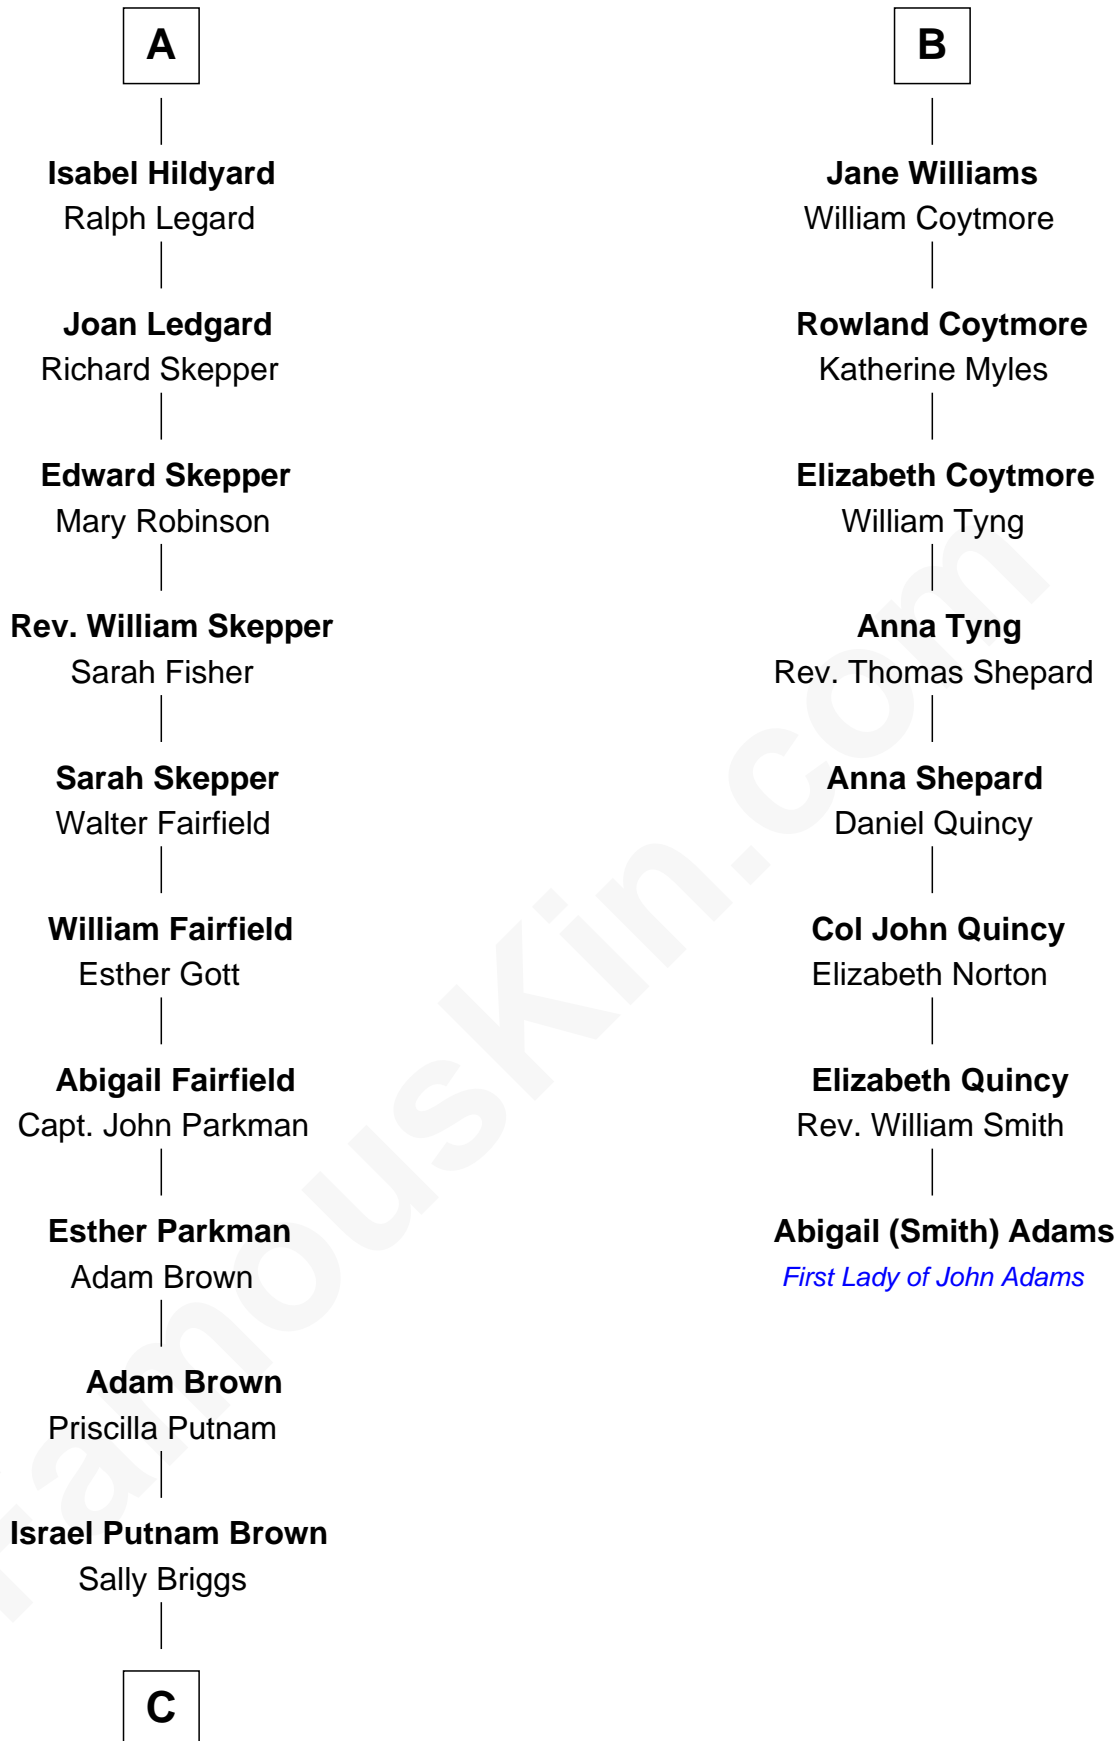 A
Isabel Hildyard
Ralph Legard
Joan Ledgard
Richard Skepper
Edward Skepper
Mary Robinson
Rev. William Skepper
Sarah Fisher
Sarah Skepper
Walter Fairfield
William Fairfield
Esther Gott
Abigail Fairfield
Capt. John Parkman
Esther Parkman
Adam Brown
Adam Brown
Priscilla Putnam
Israel Putnam Brown
Sally Briggs
C
B
Jane Williams
William Coytmore
Rowland Coytmore
Katherine Myles
Elizabeth Coytmore
William Tyng
Anna Tyng
Rev. Thomas Shepard
Anna Shepard
Daniel Quincy
Col John Quincy
Elizabeth Norton
Elizabeth Quincy
Rev. William Smith
Abigail (Smith) Adams
First Lady of John Adams
FamousKin.com